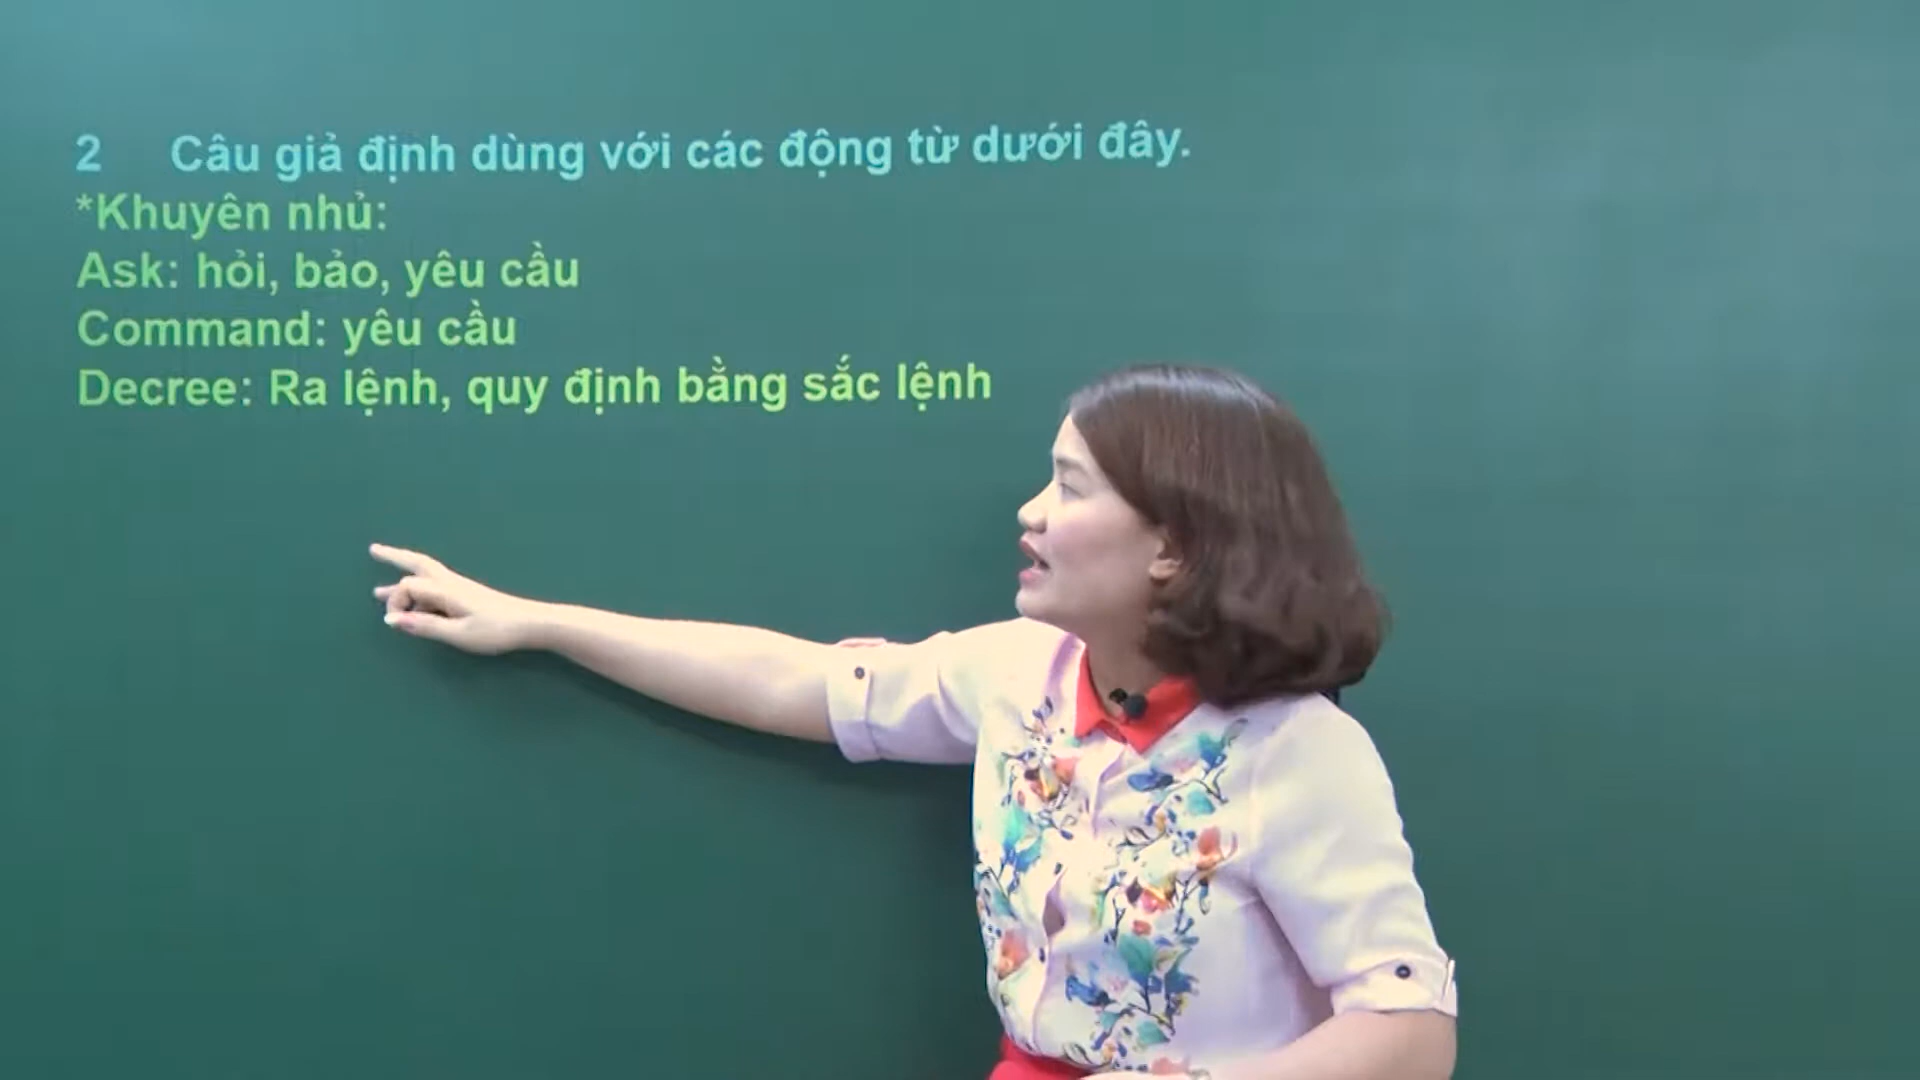 2 Câu giả định dùng với các động từ dưới đây.
*Khuyên nhủ:
Ask: hỏi, bảo, yêu cầu
Command: yêu cầu
Decree: Ra lệnh, quy định bằng sắc lệnh